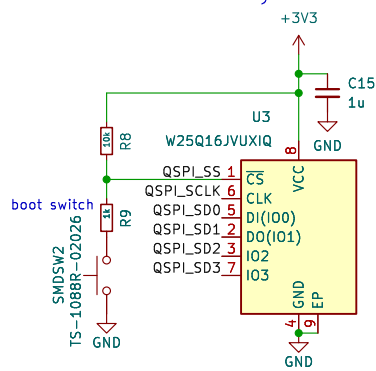 +3V3
C15
1u
GND
U3
W25Q16JVUXIQ
10k
R8
8
VCC
QSPI_SS 1 CS
QSPI_SCLK 6 CLK
QSPI_SD0 5 DI(IO0)
QSPI_SD1 2 DO(IO1)
QSPI_SD2 3 IO2
QSPI_SD3 7 IO3
boot switch
1k
R9
SMDSW2
TS-1088R-02026
GND
GND
EP
4
9
GND